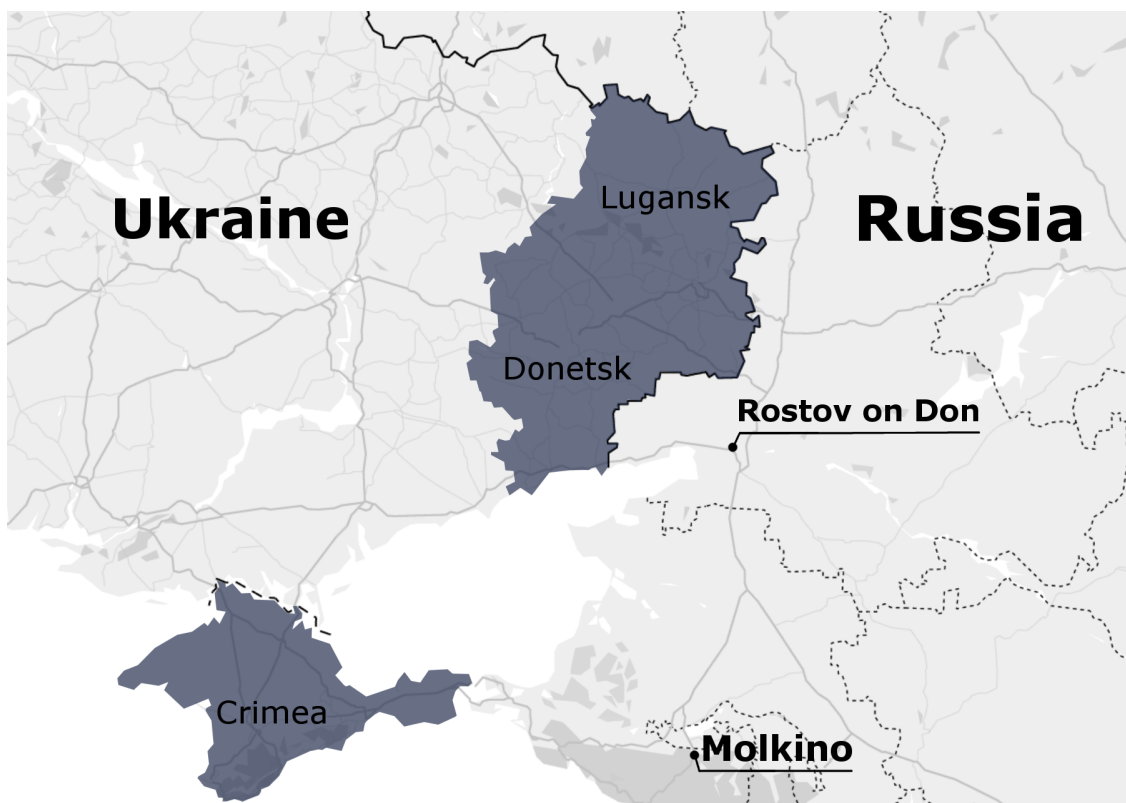 Lugansk
Ukraine
Russia
Donetsk
Rostov on Don
Crimea
Molkino